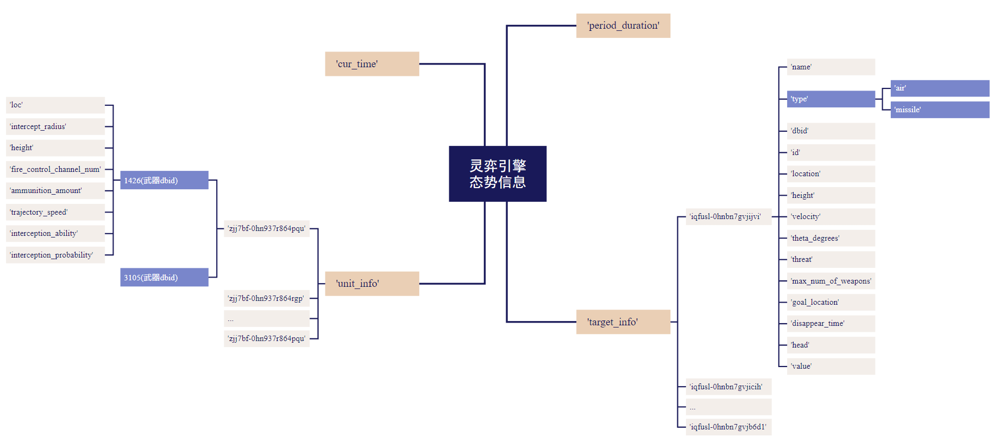 灵弈引擎
态势信息
'period_duration'
'cur_time'
'unit_info'
'zjj7bf-0hn937r864pqu'
1426(武器dbid)
'loc'
'intercept_radius'
'height'
'fire_control_channel_num'
'ammunition_amount'
'trajectory_speed'
'interception_ability'
'interception_probability'
3105(武器dbid)
'zjj7bf-0hn937r864rgp'
...
'zjj7bf-0hn937r864pqu'
'target_info'
'iqfusl-0hnbn7gvjijvi'
'name'
'type'
'air'
'missile'
'dbid'
'id'
'location'
'height'
'velocity'
'theta_degrees'
'threat'
'max_num_of_weapons'
'goal_location'
'disappear_time'
'head'
'value'
'iqfusl-0hnbn7gvjicih'
...
'iqfusl-0hnbn7gvjb6d1'